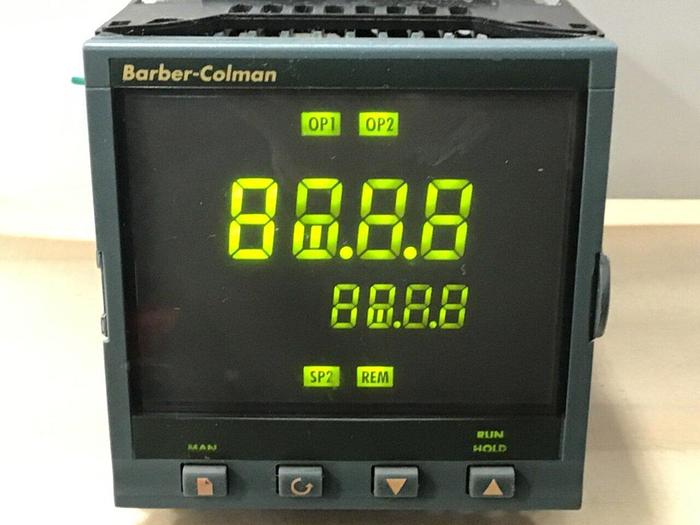 Barber-Colman
OP1 OP2
88.8.8
88.8.8
SP2 REM
MAN
RUN
HOLD